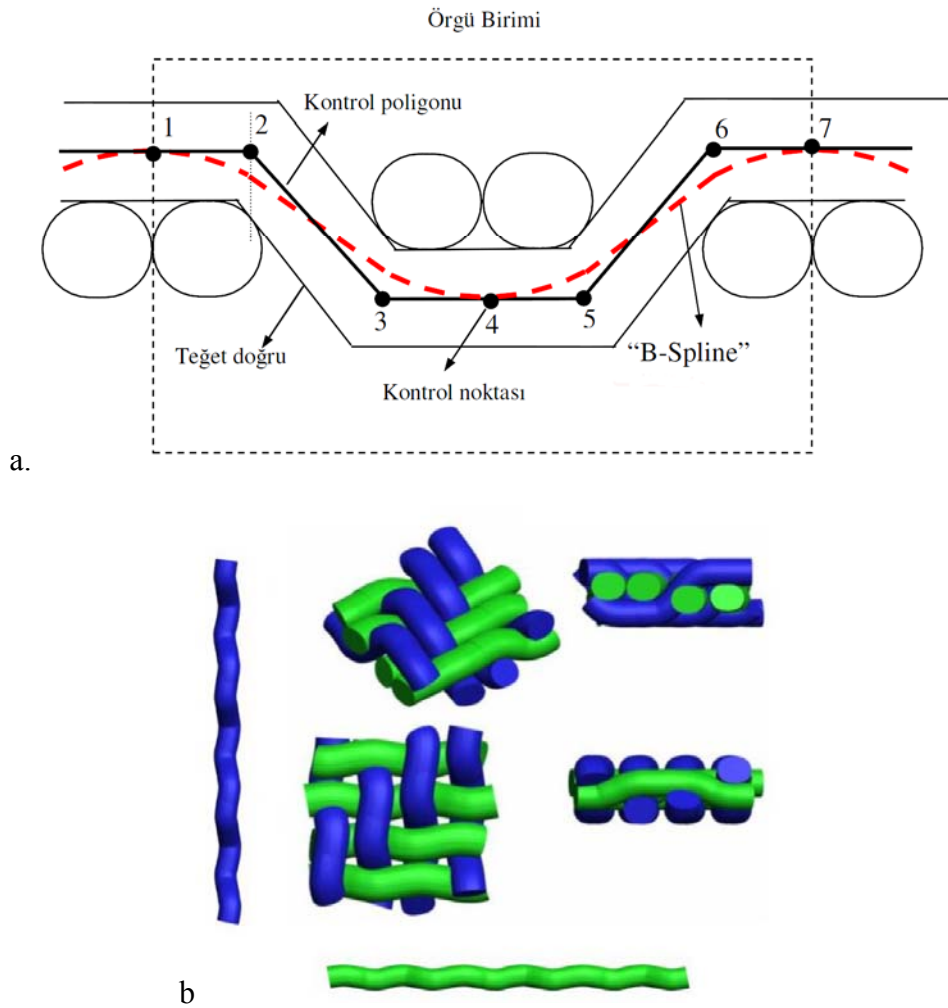 Örgü Birimi
Kontrol poligonu
1
2
6
7
3
4
5
Teğet doğru
Kontrol noktası
“B-Spline”
a.
b